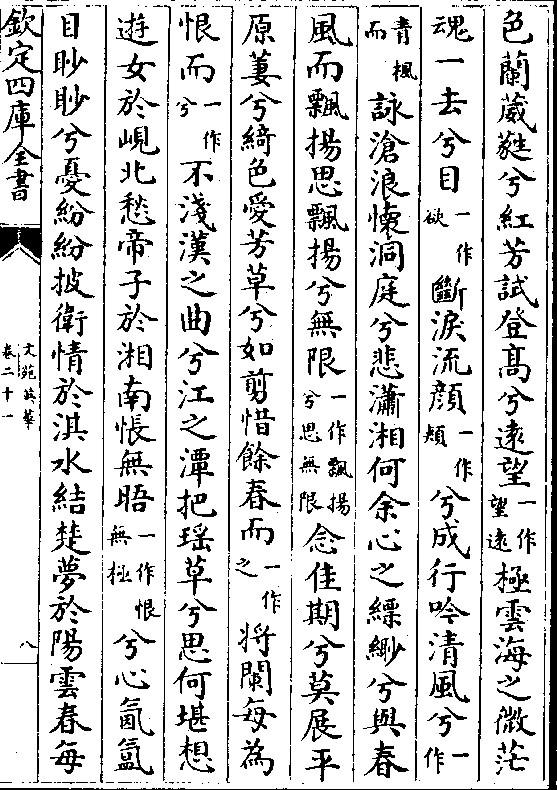 色蘭葳蕤兮紅芳試登髙兮遠望一作望遠極雲海之微茫
魂一去兮目一作欲斷淚流顔一作頰兮成行吟清風兮一作
青楓而詠滄浪懷洞庭兮悲瀟湘何余心之縹緲兮與春
風而飄揚思飄揚兮無限一作飄揚兮思無限念佳期兮莫展平
原萋兮綺色愛芳草兮如剪惜餘春而一作之將闌每為
恨而一作兮不淺漢之曲兮江之潭把瑶草兮思何堪想
遊女於峴北愁帝子於湘南悵無晤一作恨無極兮心氤氲
目眇眇兮憂紛紛披衛情於淇水結楚夢於陽雲春每
欽定四庫全書
文苑英華
卷二十一
八